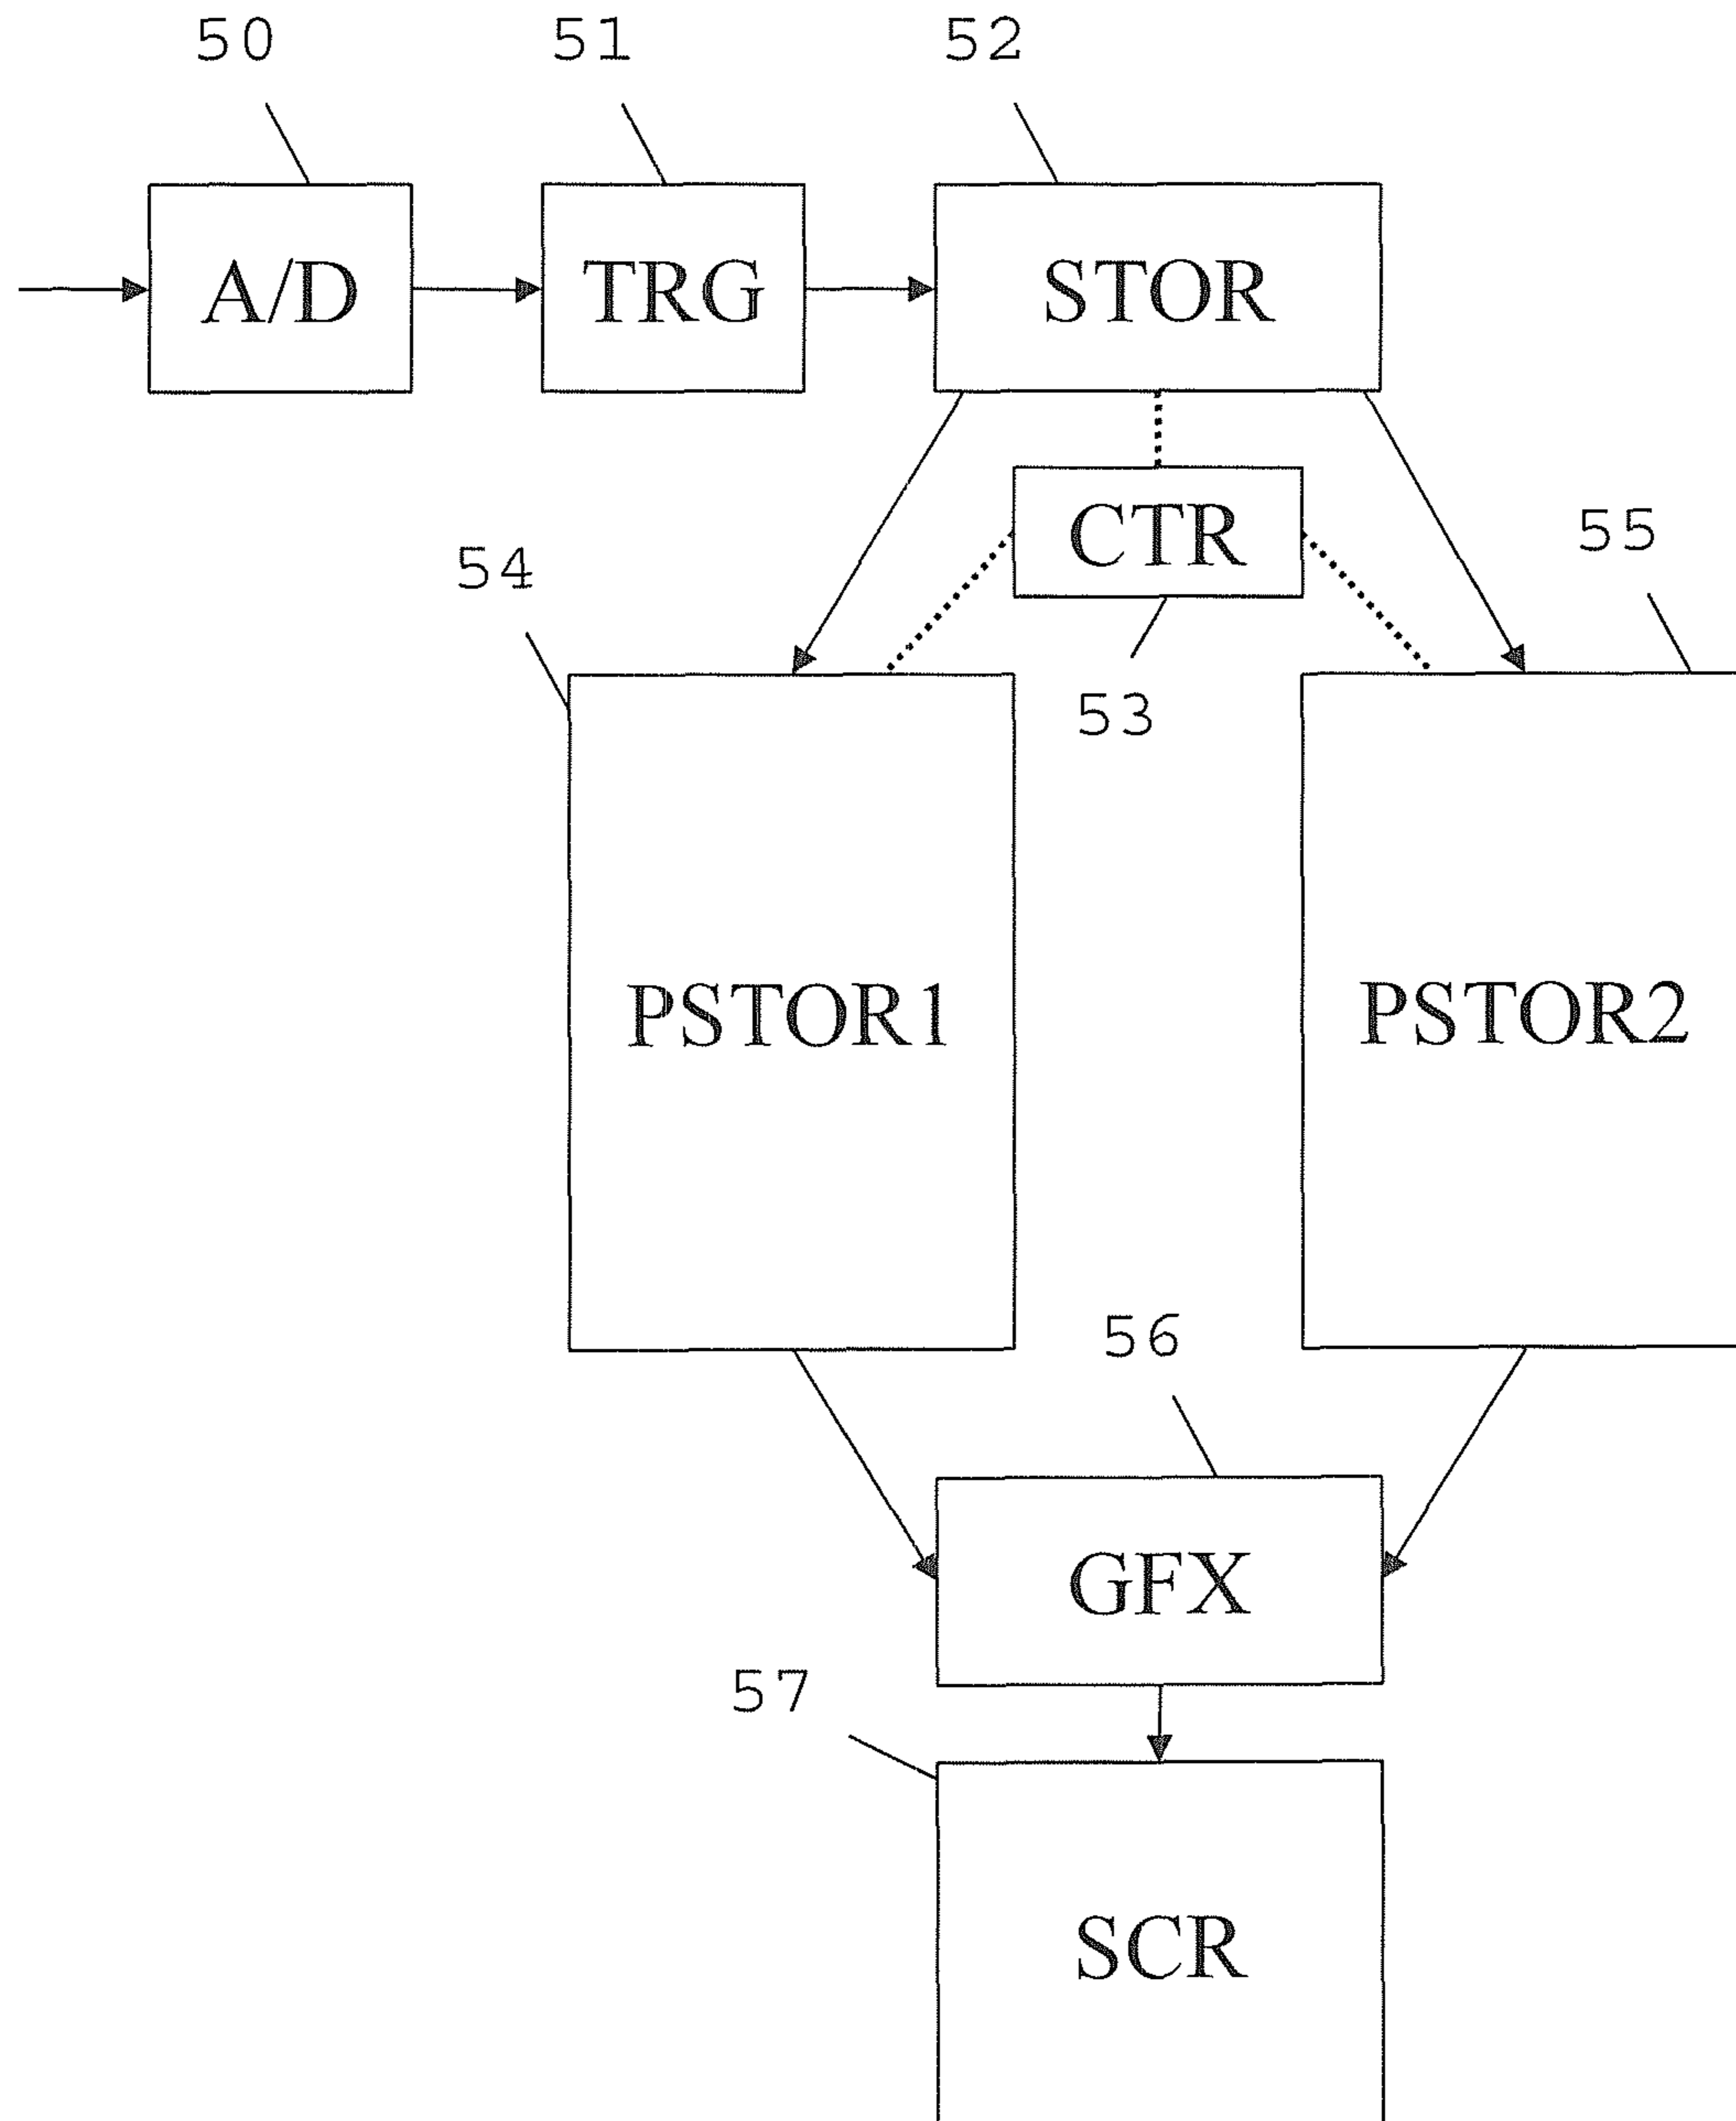 50 51 52
A/D TRG STOR
CTR
54 55
53
PSTOR1 PSTOR2
56
GFX
57
SCR